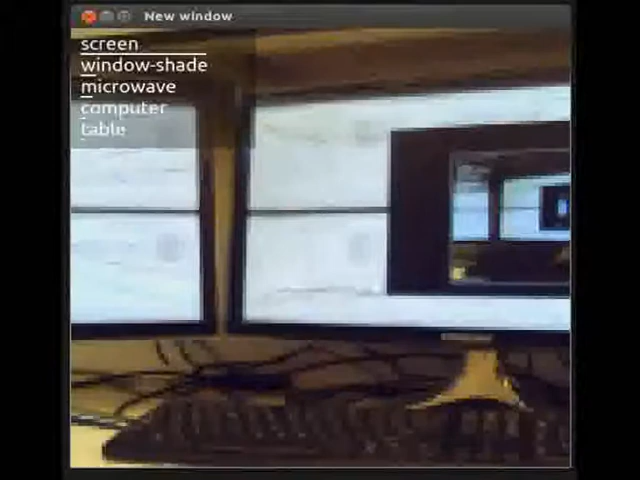 New window
screen
window-shade
microwave
computer
table